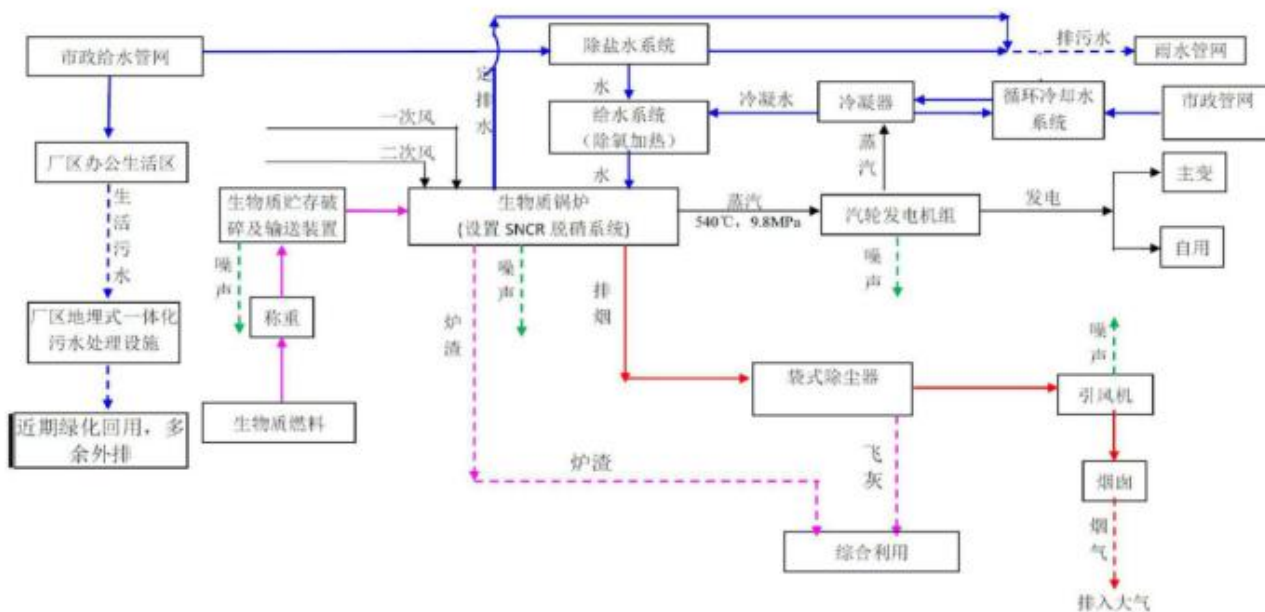 市政给水管网
除盐水系统
排污水
雨水管网
定排水
水
冷凝水
冷凝器
循环冷却水
系统
市政管网
给水系统
（除氧加热）
一次风
二次风
蒸汽
厂区办公生活区
水
生物质贮存破
碎及输送装置
生物质锅炉
(设置 SNCR 脱硝系统)
蒸汽
540℃，9.8MPa
汽轮发电机组
发电
主变
自用
生活污水
噪声
噪声
噪声
称重
炉渣
排烟
厂区地埋式一体化
污水处理设施
噪声
袋式除尘器
引风机
近期绿化回用，多
余外排
生物质燃料
炉渣
飞灰
烟囱
综合利用
烟气
排入大气